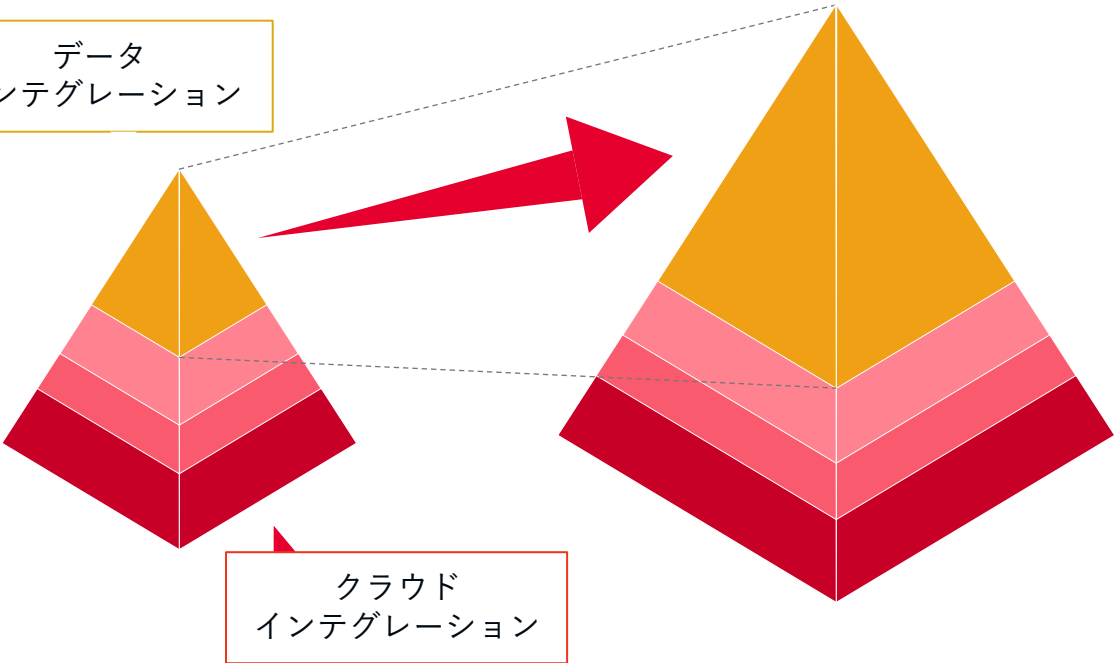 データ
ンテグレーション
クラウド
インテグレーション